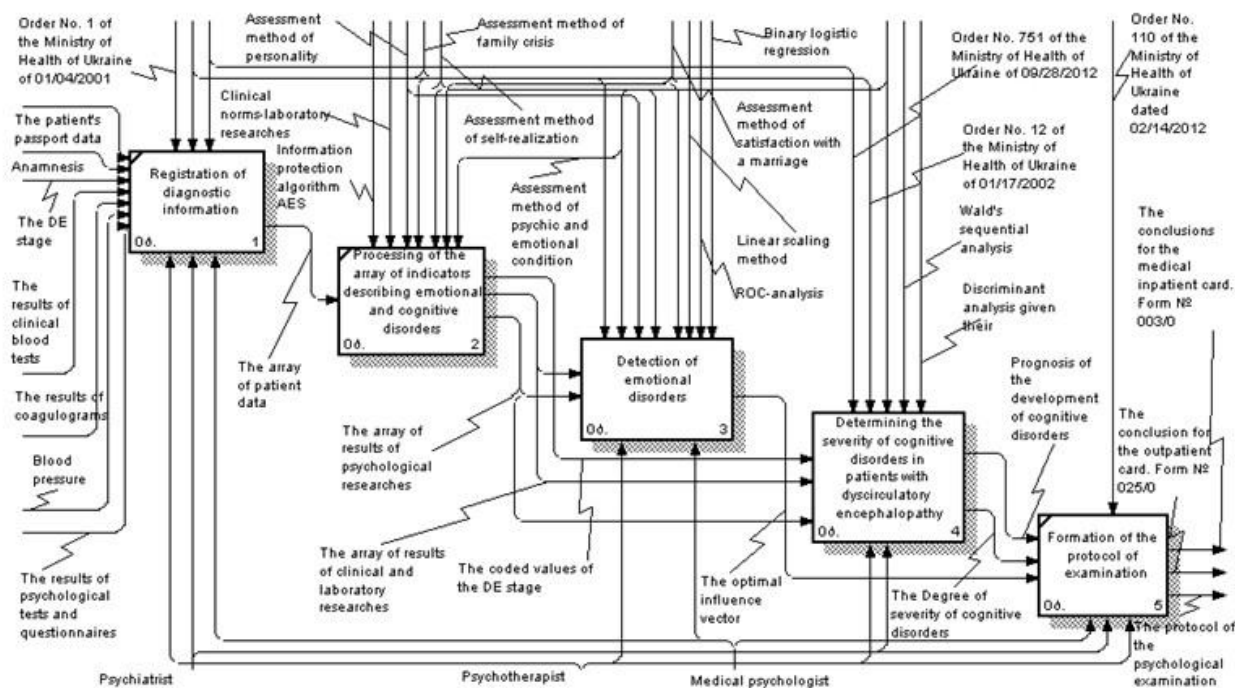 Order No. 1 of
the Ministry of
Health of Ukraine
of 01/04/2001
Assessment
method of
personality
Assessment method of
family crisis
Binary logistic
regression
Order No. 751 of the
Ministry of Health of
Ukraine of 09/28/2012
Order No.
110 of the
Ministry of
Health of
Ukraine
dated
02/14/2012
The patient's
passport data
Anamnesis
The DE
stage
The
results of
clinical
blood
tests
The results of
coagulograms
Blood
pressure
The results of
psychological
tests and
questionnaires
Registration of
diagnostic
information
0д.
1
Clinical
norms-laboratory
researches
Information
protection
algorithm
AES
Assessment method
of self-realization
Assessment
method of
psychic and
emotional
condition
Assessment
method of
satisfaction with
a marriage
Linear scaling
method
ROC-analysis
Order No. 12 of
the Ministry of
Health of Ukraine
of 01/17/2002
Wald's
sequential
analysis
Discriminant
analysis given
their
The
conclusions
for the
medical
inpatient card.
Form №
003/0
Processing of the
array of indicators
describing emotional
and cognitive
disorders
0д.
2
The array
of patient
data
Detection of
emotional
disorders
0д.
3
The array of
results of
psychological
researches
The array of results
of clinical and
laboratory
researches
The coded values of
the DE stage
Determining the
severity of cognitive
disorders in
patients with
dyscirculatory
encephalopathy
0д.
4
Prognosis of
the
development
of cognitive
disorders
The
conclusion for
the outpatient
card. Form №
025/0
The optimal
influence
vector
The Degree of
severity of cognitive
disorders
Formation of the
protocol of
examination
0д.
5
The protocol of
the
psychological
examination
Psychiatrist
Psychotherapist
Medical psychologist